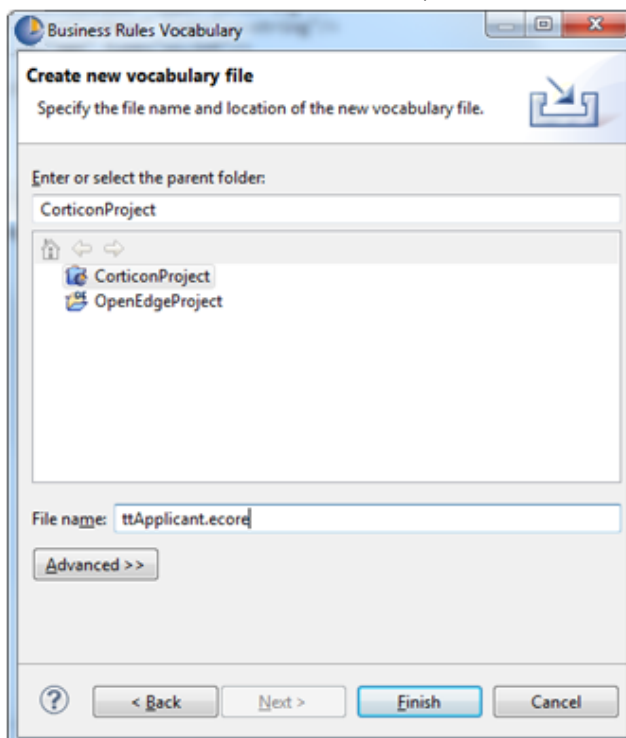 Business Rules Vocabulary
Create new vocabulary file
Specify the file name and location of the new vocabulary file.
Enter or select the parent folder:
CorticonProject
CorticonProject
OpenEdgeProject
File name: ttApplicant.ecore
Advanced >>
? < Back Next > Finish Cancel